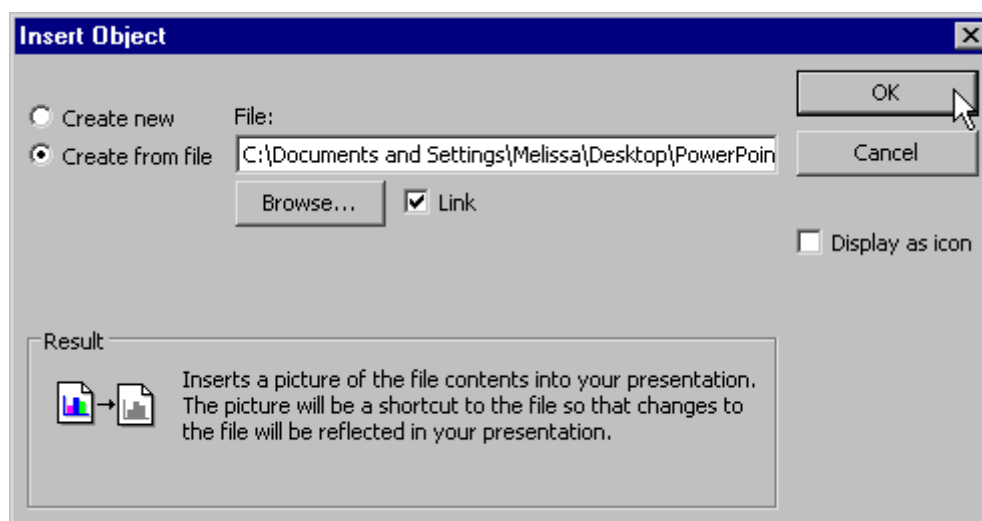 Insert Object
Create new
File:
OK
Create from file
C:\Documents and Settings\Melissa\Desktop\PowerPoin
Cancel
Browse...
Link
Display as icon
Result
Inserts a picture of the file contents into your presentation.
The picture will be a shortcut to the file so that changes to
the file will be reflected in your presentation.